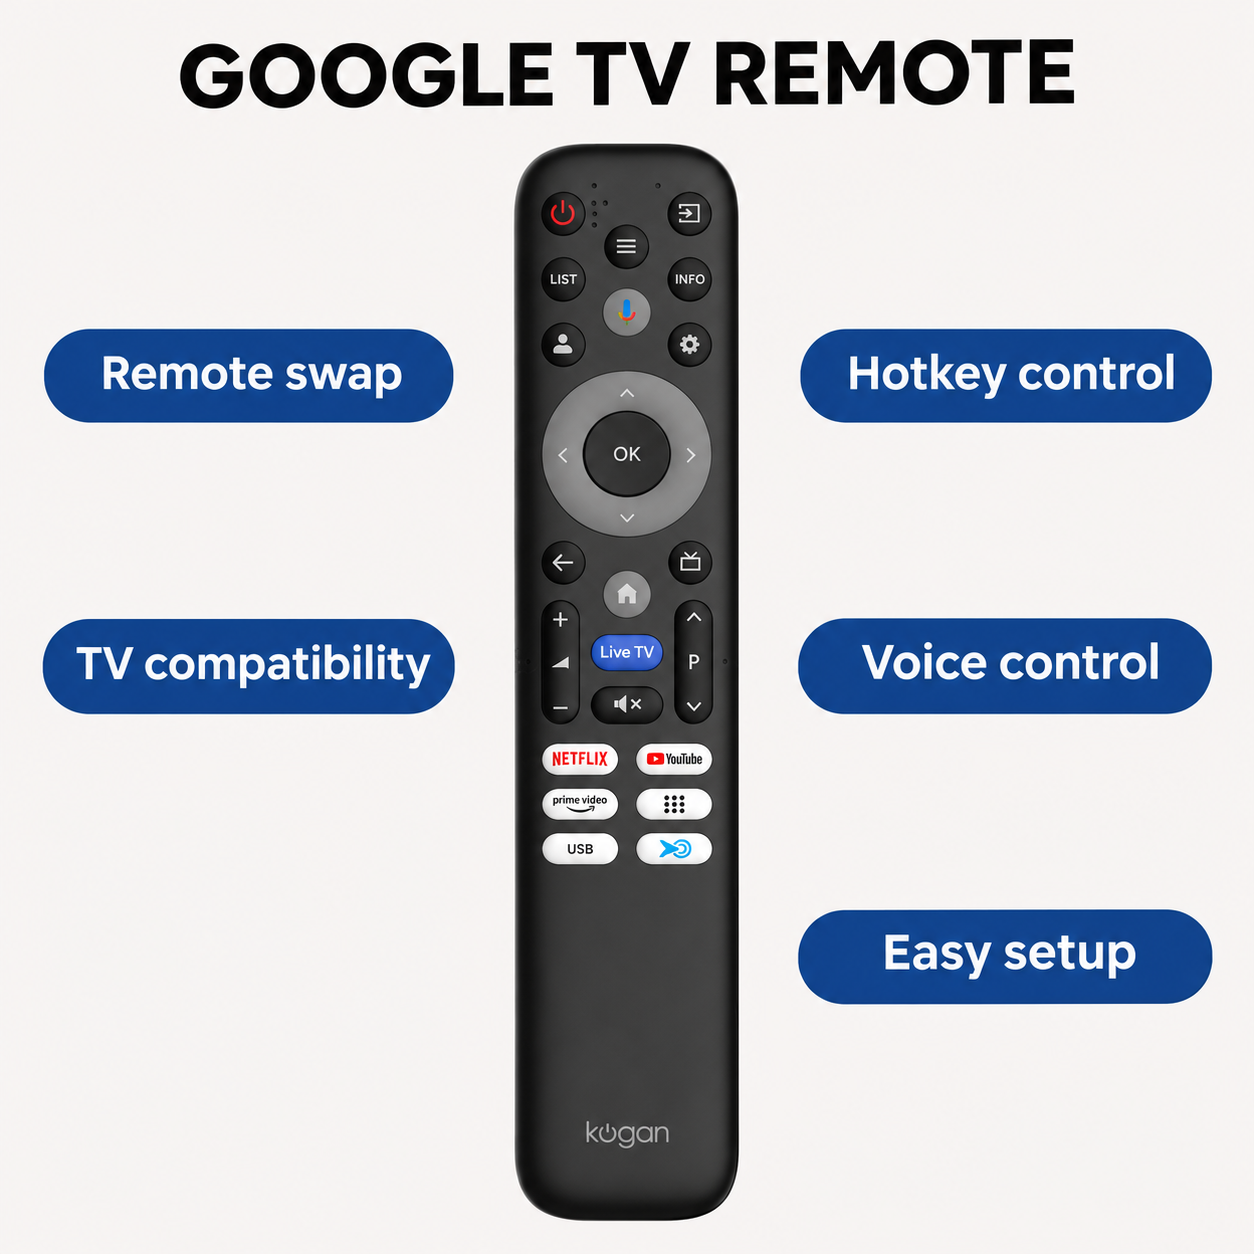 GOOGLE TV REMOTE
LIST
INFO
Remote swap
Hotkey control
OK
TV compatibility
Live TV
P
Voice control
NETFLIX
YouTube
prime video
USB
Easy setup
kogan